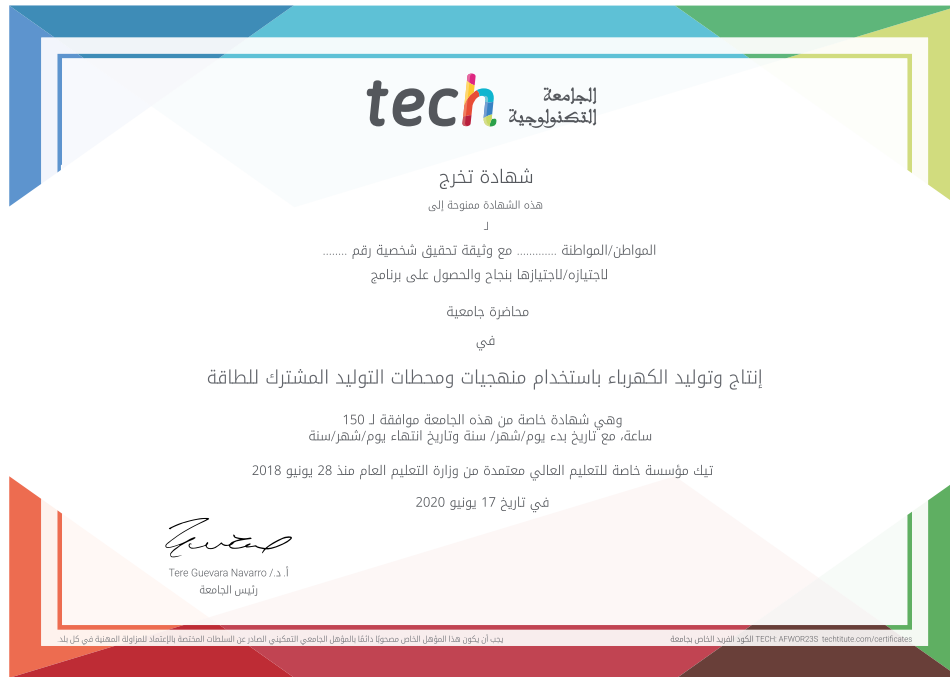 tech الجامعة
التكنولوجية
شهادة تخرج
هذه الشهادة ممنوحة إلى
لـ
المواطن/المواطنة ............. مع وثيقة تحقيق شخصية رقم ........
لاجتيازه/لاجتيازها بنجاح والحصول على برنامج
محاضرة جامعية
في
إنتاج وتوليد الكهرباء باستخدام منهجيات ومحطات التوليد المشترك للطاقة
وهي شهادة خاصة من هذه الجامعة موافقة لـ 150
ساعة، مع تاريخ بدء يوم/شهر/ سنة وتاريخ انتهاء يوم/شهر/سنة
تيك مؤسسة خاصة للتعليم العالي معتمدة من وزارة التعليم العام منذ 28 يونيو 2018
في تاريخ 17 يونيو 2020
أ. د./ Tere Guevara Navarro
رئيس الجامعة
يجب أن يكون هذا المؤهل الخاص مصحوبًا دائمًا بالمؤهل الجامعي التمكيني الصادر عن السلطات المختصة بالإعتماد للمزاولة المهنية في كل بلد.
الكود الفريد الخاص بجامعة TECH: AFWOR23S techtitute.com/certificates